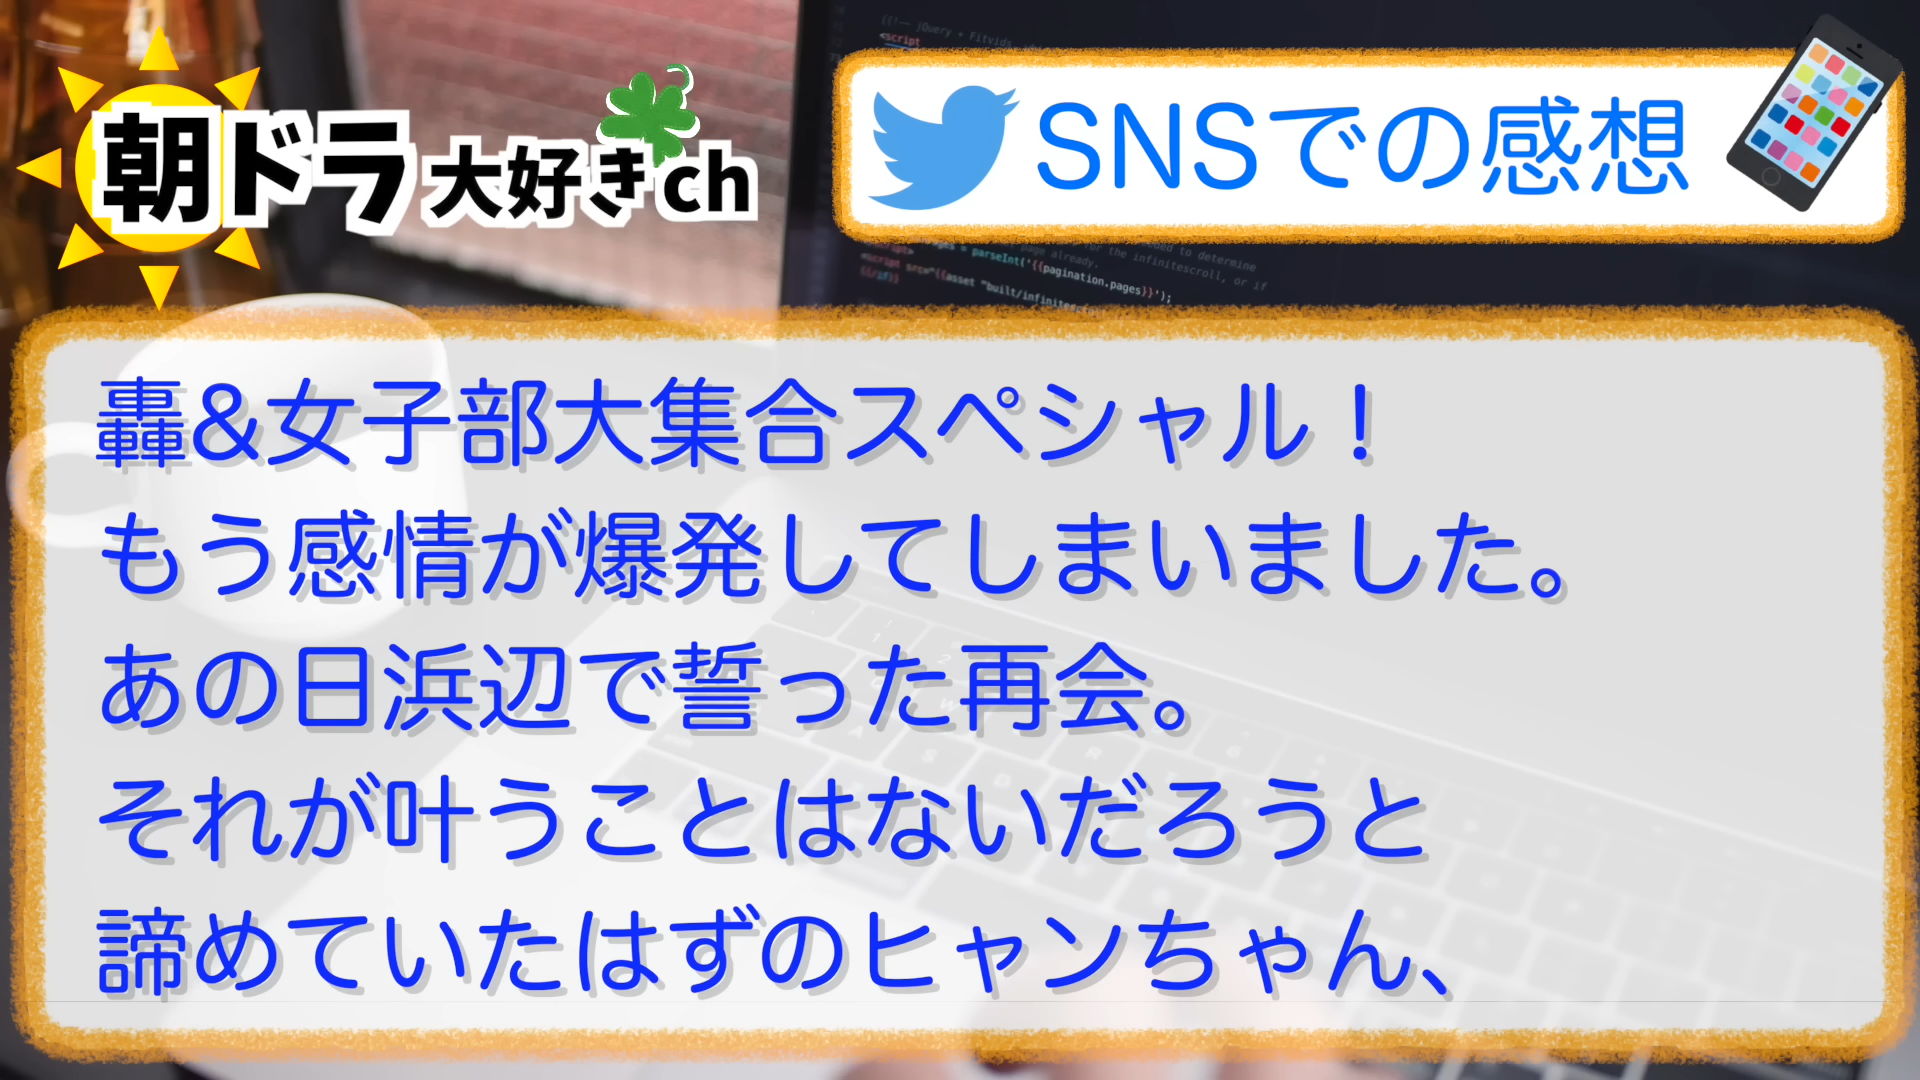 朝ドラ大好きch
SNSでの感想
轟&女子部大集合スペシャル！
もう感情が爆発してしまいました。
あの日浜辺で誓った再会。
それが叶うことはないだろうと
諦めていたはずのヒャンちゃん、